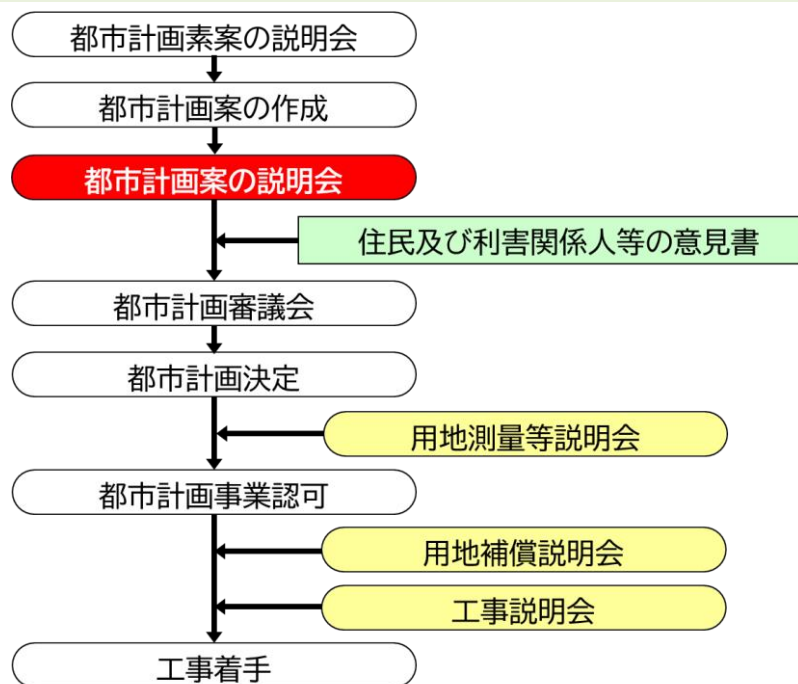 都市計画素案の説明会
都市計画案の作成
都市計画案の説明会
住民及び利害関係人等の意見書
都市計画審議会
都市計画決定
用地測量等説明会
都市計画事業認可
用地補償説明会
工事説明会
工事着手